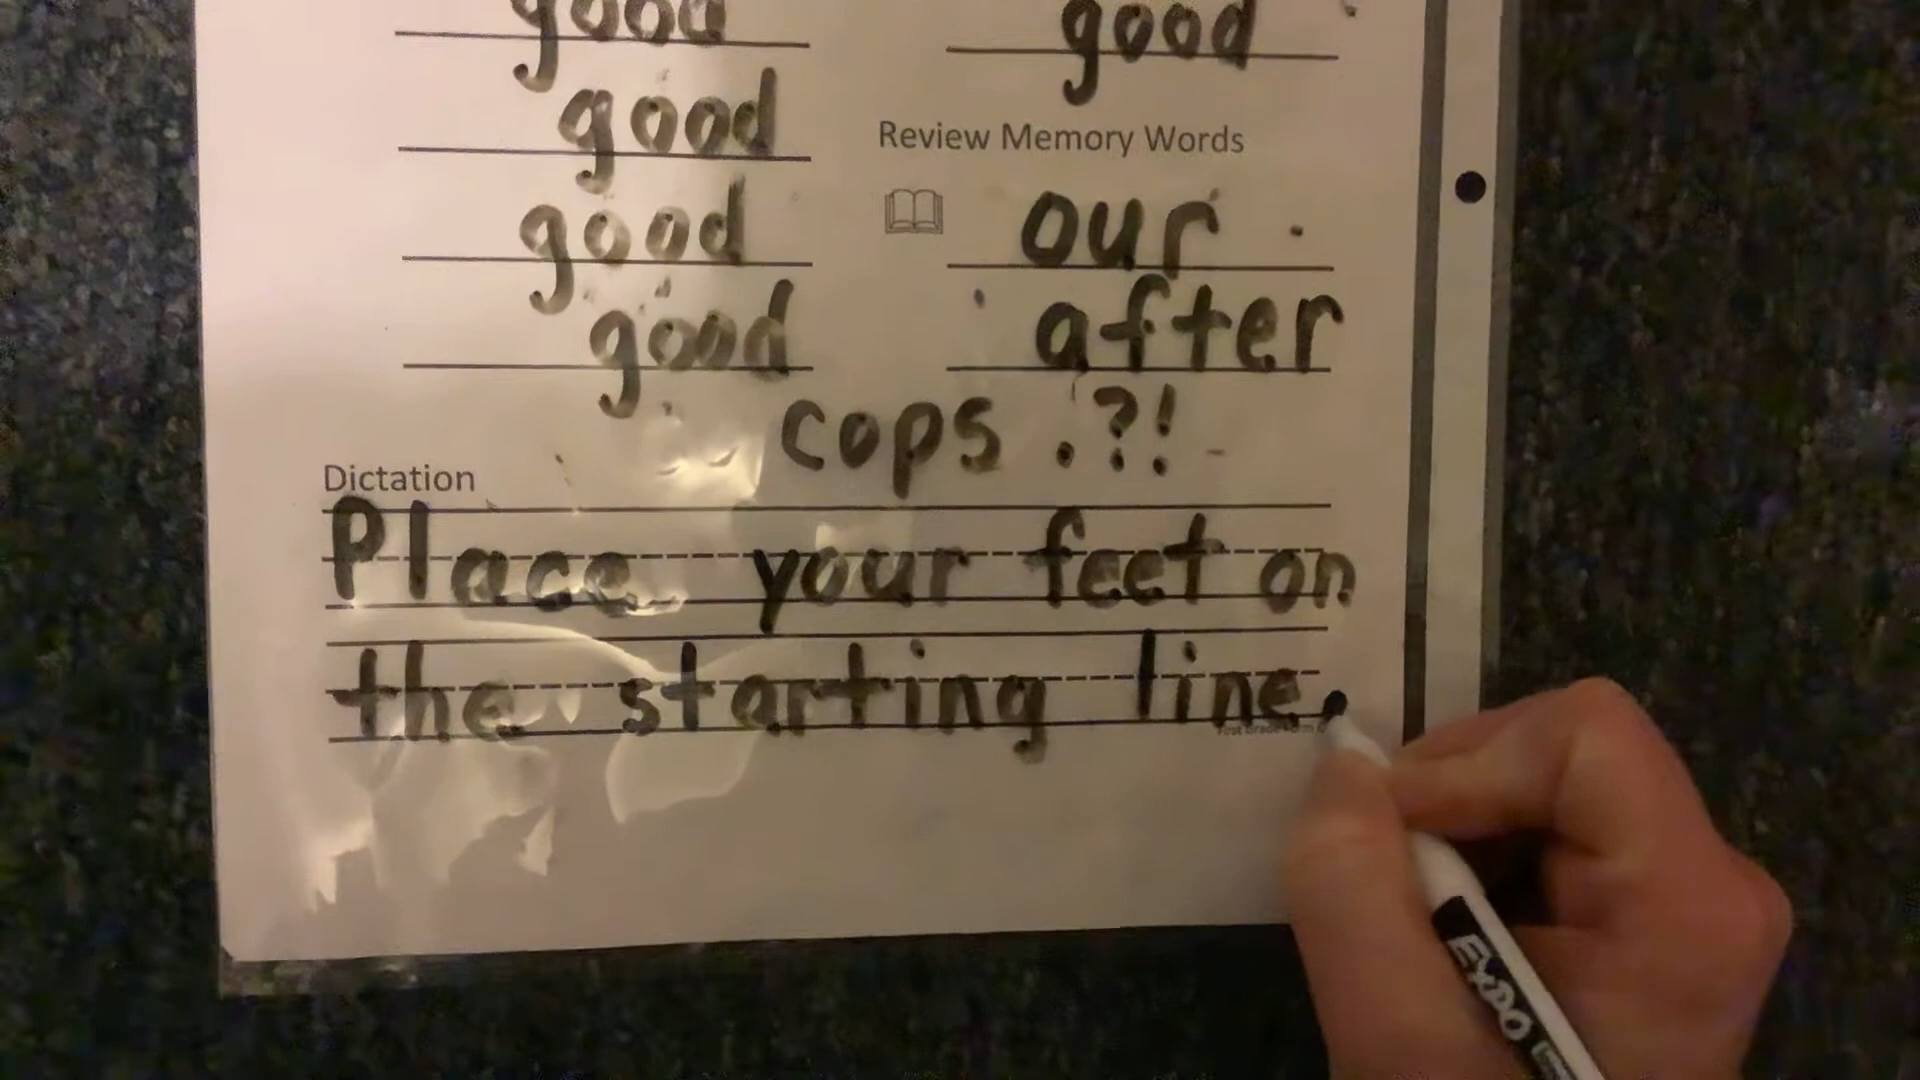 good
good
good
good
good
Review Memory Words
our
after
cops .?!
Dictation
Place your feet on
the starting line.
EXPO